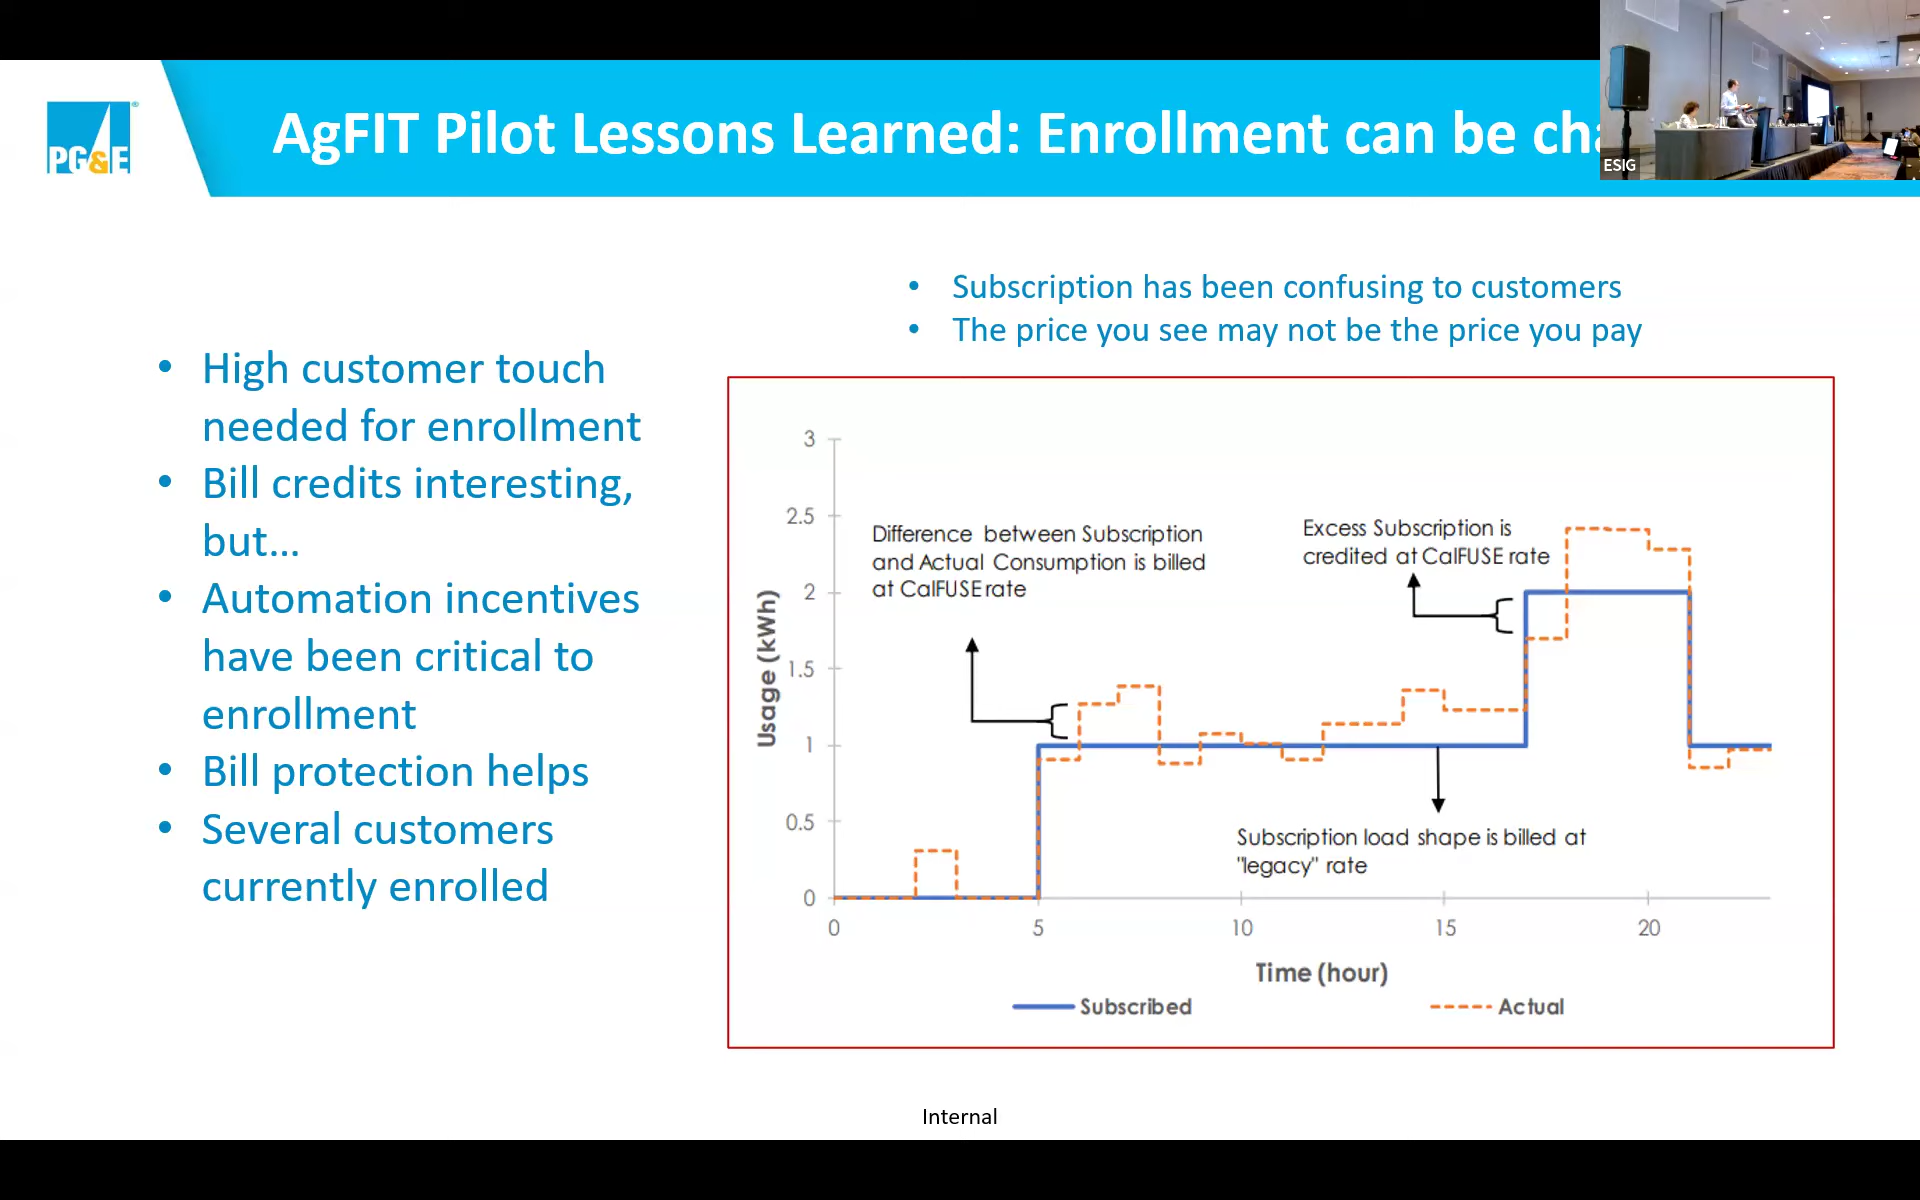 PG&E
AgFIT Pilot Lessons Learned: Enrollment can be
ESIG
• Subscription has been confusing to customers
• The price you see may not be the price you pay
• High customer touch
needed for enrollment
• Bill credits interesting,
but...
• Automation incentives
have been critical to
enrollment
• Bill protection helps
• Several customers
currently enrolled
3
2.5
2
1.5
1
0.5
0
Usage (kWh)
Difference between Subscription
and Actual Consumption is billed
at CalFUSE rate
Excess Subscription is
credited at CalFUSE rate
Subscription load shape is billed at
"legacy" rate
0 5 10 15 20
Time (hour)
Subscribed Actual
Internal